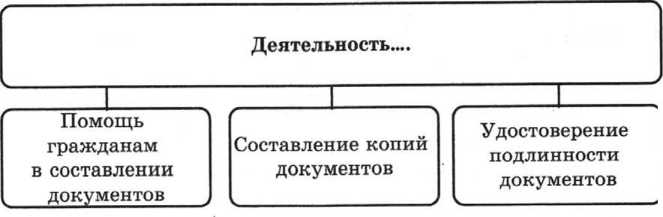 Деятельность....
Помощь
гражданам
в составлении
документов
Составление копий
документов
Удостоверение
подлинности
документов